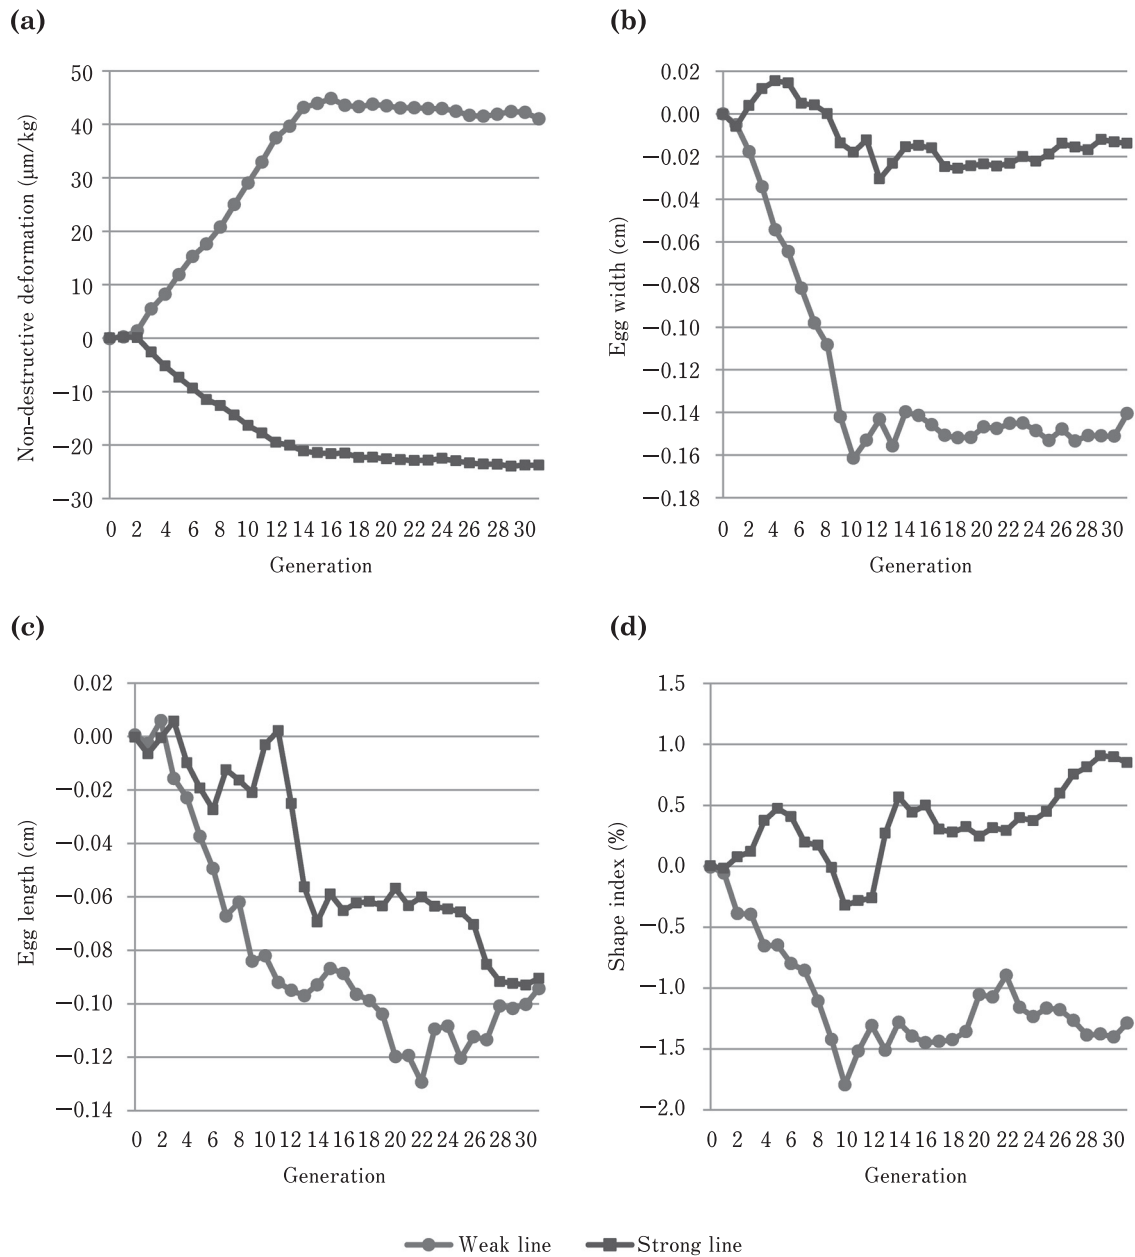 (a)
Non-destructive deformation (μm/kg)
50
40
30
20
10
0
−10
−20
−30
0 2 4 6 8 10 12 14 16 18 20 22 24 26 28 30
Generation
(b)
Egg width (cm)
0.02
0.00
−0.02
−0.04
−0.06
−0.08
−0.10
−0.12
−0.14
−0.16
−0.18
0 2 4 6 8 10 12 14 16 18 20 22 24 26 28 30
Generation
(c)
Egg length (cm)
0.02
0.00
−0.02
−0.04
−0.06
−0.08
−0.10
−0.12
−0.14
0 2 4 6 8 10 12 14 16 18 20 22 24 26 28 30
Generation
(d)
Shape index (%)
1.5
1.0
0.5
0.0
−0.5
−1.0
−1.5
−2.0
0 2 4 6 8 10 12 14 16 18 20 22 24 26 28 30
Generation
Weak line Strong line